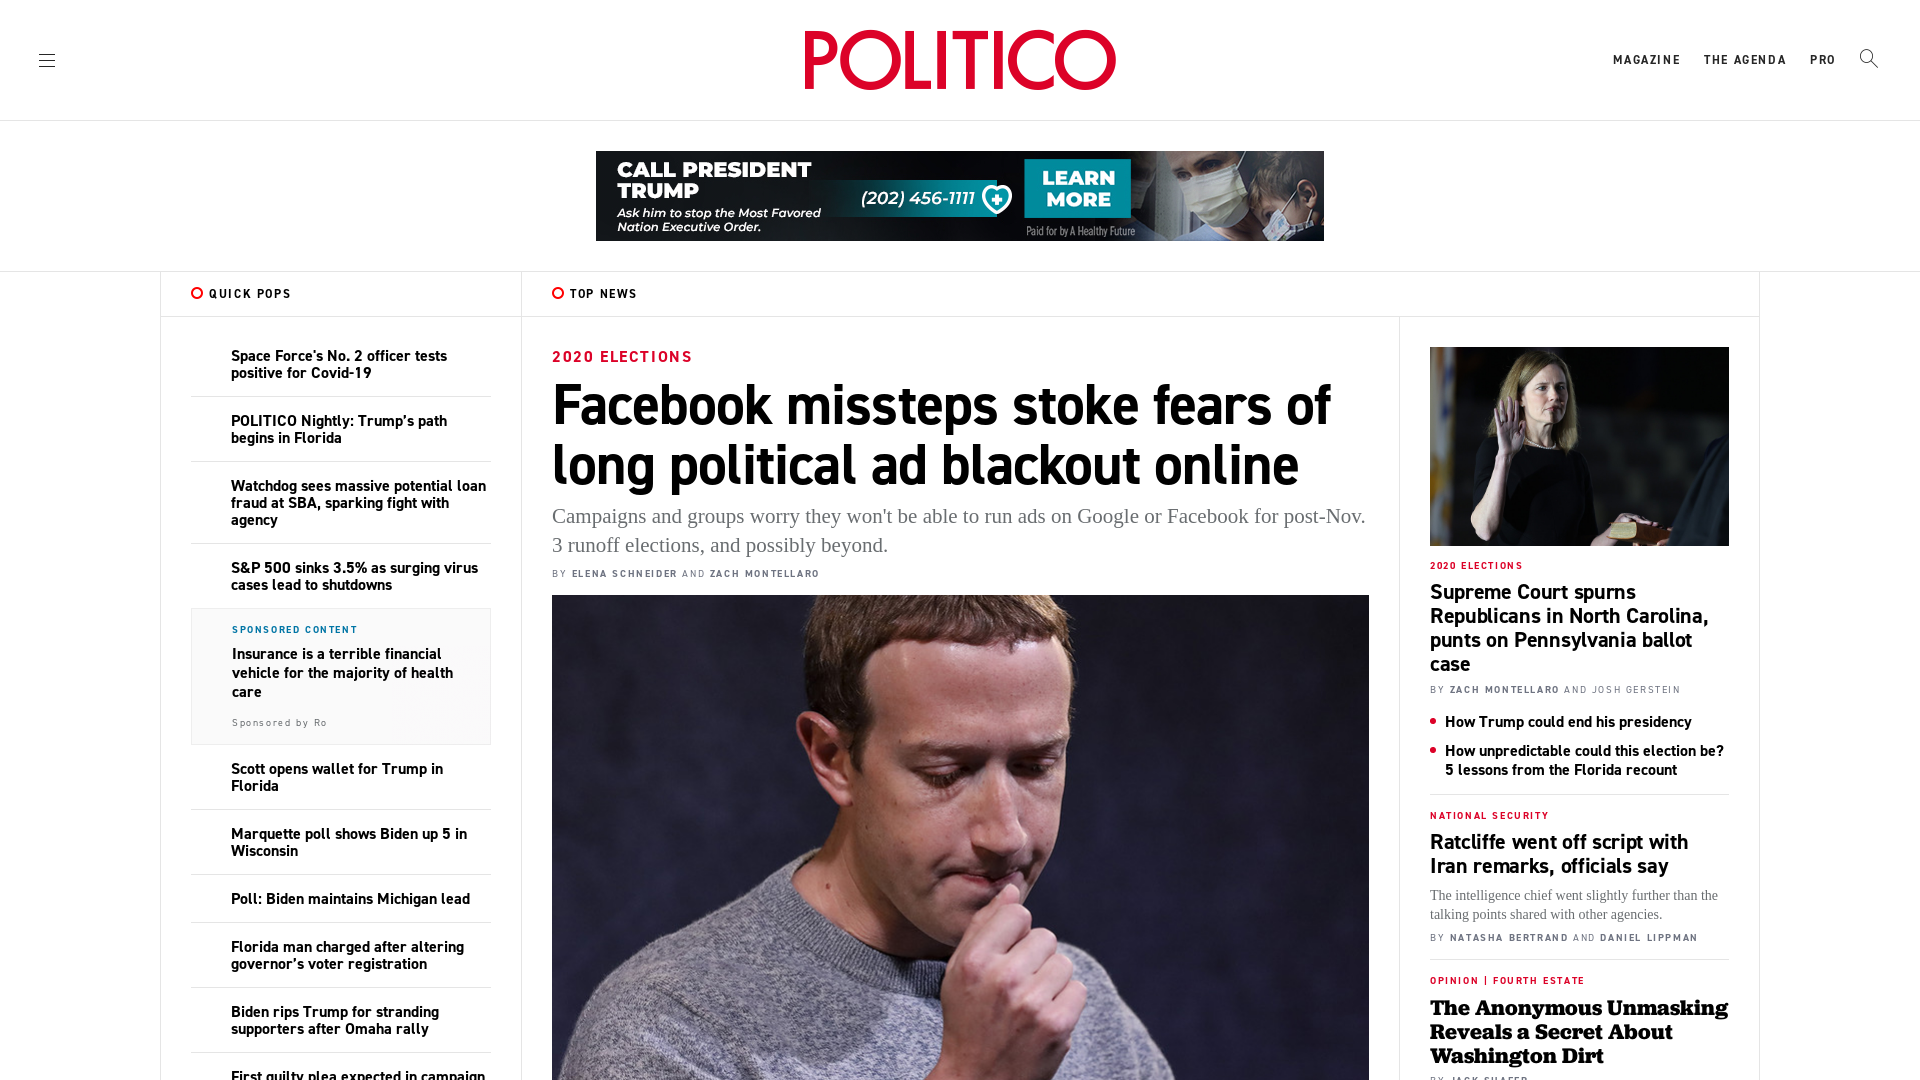 POLITICO
MAGAZINE THE AGENDA PRO
CALL PRESIDENT
TRUMP
Ask him to stop the Most Favored
Nation Executive Order.
(202) 456-1111
LEARN
MORE
Paid for by A Healthy Future
QUICK POPS
Space Force's No. 2 officer tests
positive for Covid-19
POLITICO Nightly: Trump’s path
begins in Florida
Watchdog sees massive potential loan
fraud at SBA, sparking fight with
agency
S&P 500 sinks 3.5% as surging virus
cases lead to shutdowns
SPONSORED CONTENT
Insurance is a terrible financial
vehicle for the majority of health
care
Sponsored by Ro
Scott opens wallet for Trump in
Florida
Marquette poll shows Biden up 5 in
Wisconsin
Poll: Biden maintains Michigan lead
Florida man charged after altering
governor’s voter registration
Biden rips Trump for stranding
supporters after Omaha rally
First guilty plea expected in campaign
TOP NEWS
2020 ELECTIONS
Facebook missteps stoke fears of
long political ad blackout online
Campaigns and groups worry they won't be able to run ads on Google or Facebook for post-Nov.
3 runoff elections, and possibly beyond.
BY ELENA SCHNEIDER AND ZACH MONTELLARO
2020 ELECTIONS
Supreme Court spurns
Republicans in North Carolina,
punts on Pennsylvania ballot
case
BY ZACH MONTELLARO AND JOSH GERSTEIN
How Trump could end his presidency
How unpredictable could this election be?
5 lessons from the Florida recount
NATIONAL SECURITY
Ratcliffe went off script with
Iran remarks, officials say
The intelligence chief went slightly further than the
talking points shared with other agencies.
BY NATASHA BERTRAND AND DANIEL LIPPMAN
OPINION | FOURTH ESTATE
The Anonymous Unmasking
Reveals a Secret About
Washington Dirt
BY JACK SHAFER